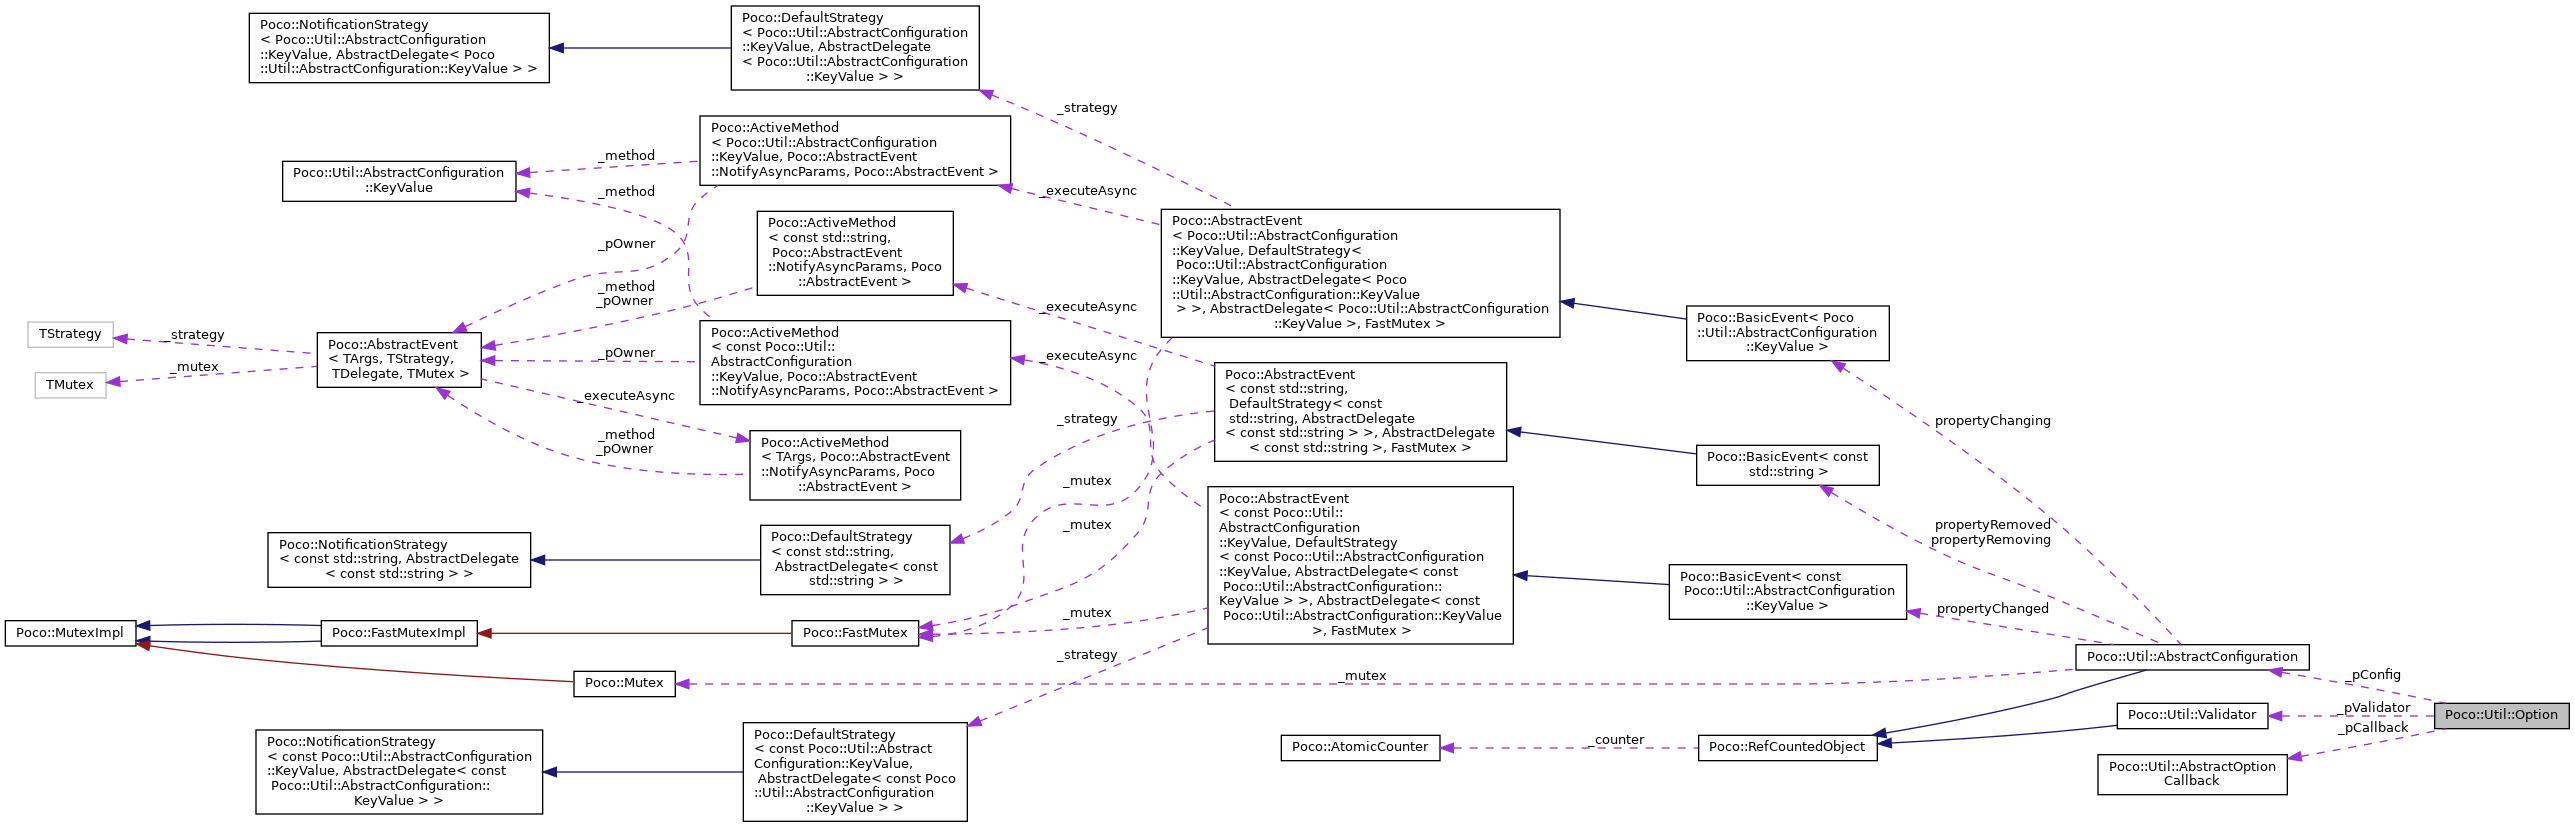 Poco::NotificationStrategy
< Poco::Util::AbstractConfiguration
::KeyValue, AbstractDelegate< Poco
::Util::AbstractConfiguration::KeyValue > >
Poco::DefaultStrategy
< Poco::Util::AbstractConfiguration
::KeyValue, AbstractDelegate
< Poco::Util::AbstractConfiguration
::KeyValue > >
_strategy
Poco::ActiveMethod
< Poco::Util::AbstractConfiguration
::KeyValue, Poco::AbstractEvent
::NotifyAsyncParams, Poco::AbstractEvent >
_method
Poco::Util::AbstractConfiguration
::KeyValue
_method
_executeAsync
_pOwner
Poco::ActiveMethod
< const std::string,
Poco::AbstractEvent
::NotifyAsyncParams, Poco
::AbstractEvent >
Poco::AbstractEvent
< Poco::Util::AbstractConfiguration
::KeyValue, DefaultStrategy<
Poco::Util::AbstractConfiguration
::KeyValue, AbstractDelegate< Poco
::Util::AbstractConfiguration::KeyValue
> >, AbstractDelegate< Poco::Util::AbstractConfiguration
::KeyValue >, FastMutex >
_method
_pOwner
_executeAsync
Poco::BasicEvent< Poco
::Util::AbstractConfiguration
::KeyValue >
TStrategy
_strategy
TMutex
_mutex
Poco::AbstractEvent
< TArgs, TStrategy,
TDelegate, TMutex >
_pOwner
Poco::ActiveMethod
< const Poco::Util::
AbstractConfiguration
::KeyValue, Poco::AbstractEvent
::NotifyAsyncParams, Poco::AbstractEvent >
_executeAsync
Poco::AbstractEvent
< const std::string,
DefaultStrategy< const
std::string, AbstractDelegate
< const std::string > >, AbstractDelegate
< const std::string >, FastMutex >
_executeAsync
_method
_pOwner
Poco::ActiveMethod
< TArgs, Poco::AbstractEvent
::NotifyAsyncParams, Poco
::AbstractEvent >
_strategy
_mutex
_mutex
propertyChanging
Poco::BasicEvent< const
std::string >
Poco::AbstractEvent
< const Poco::Util::
AbstractConfiguration
::KeyValue, DefaultStrategy
< const Poco::Util::AbstractConfiguration
::KeyValue, AbstractDelegate< const
Poco::Util::AbstractConfiguration::
KeyValue > >, AbstractDelegate< const
Poco::Util::AbstractConfiguration::KeyValue
>, FastMutex >
propertyRemoved
propertyRemoving
Poco::NotificationStrategy
< const std::string, AbstractDelegate
< const std::string > >
Poco::DefaultStrategy
< const std::string,
AbstractDelegate< const
std::string > >
Poco::BasicEvent< const
Poco::Util::AbstractConfiguration
::KeyValue >
propertyChanged
Poco::MutexImpl
Poco::FastMutexImpl
Poco::FastMutex
_mutex
_strategy
Poco::Util::AbstractConfiguration
Poco::Mutex
_mutex
_pConfig
_pValidator
_pCallback
Poco::Util::Option
Poco::Util::Validator
Poco::NotificationStrategy
< const Poco::Util::AbstractConfiguration
::KeyValue, AbstractDelegate< const
Poco::Util::AbstractConfiguration::
KeyValue > >
Poco::DefaultStrategy
< const Poco::Util::Abstract
Configuration::KeyValue,
AbstractDelegate< const Poco
::Util::AbstractConfiguration
::KeyValue > >
Poco::AtomicCounter
_counter
Poco::RefCountedObject
Poco::Util::AbstractOption
Callback